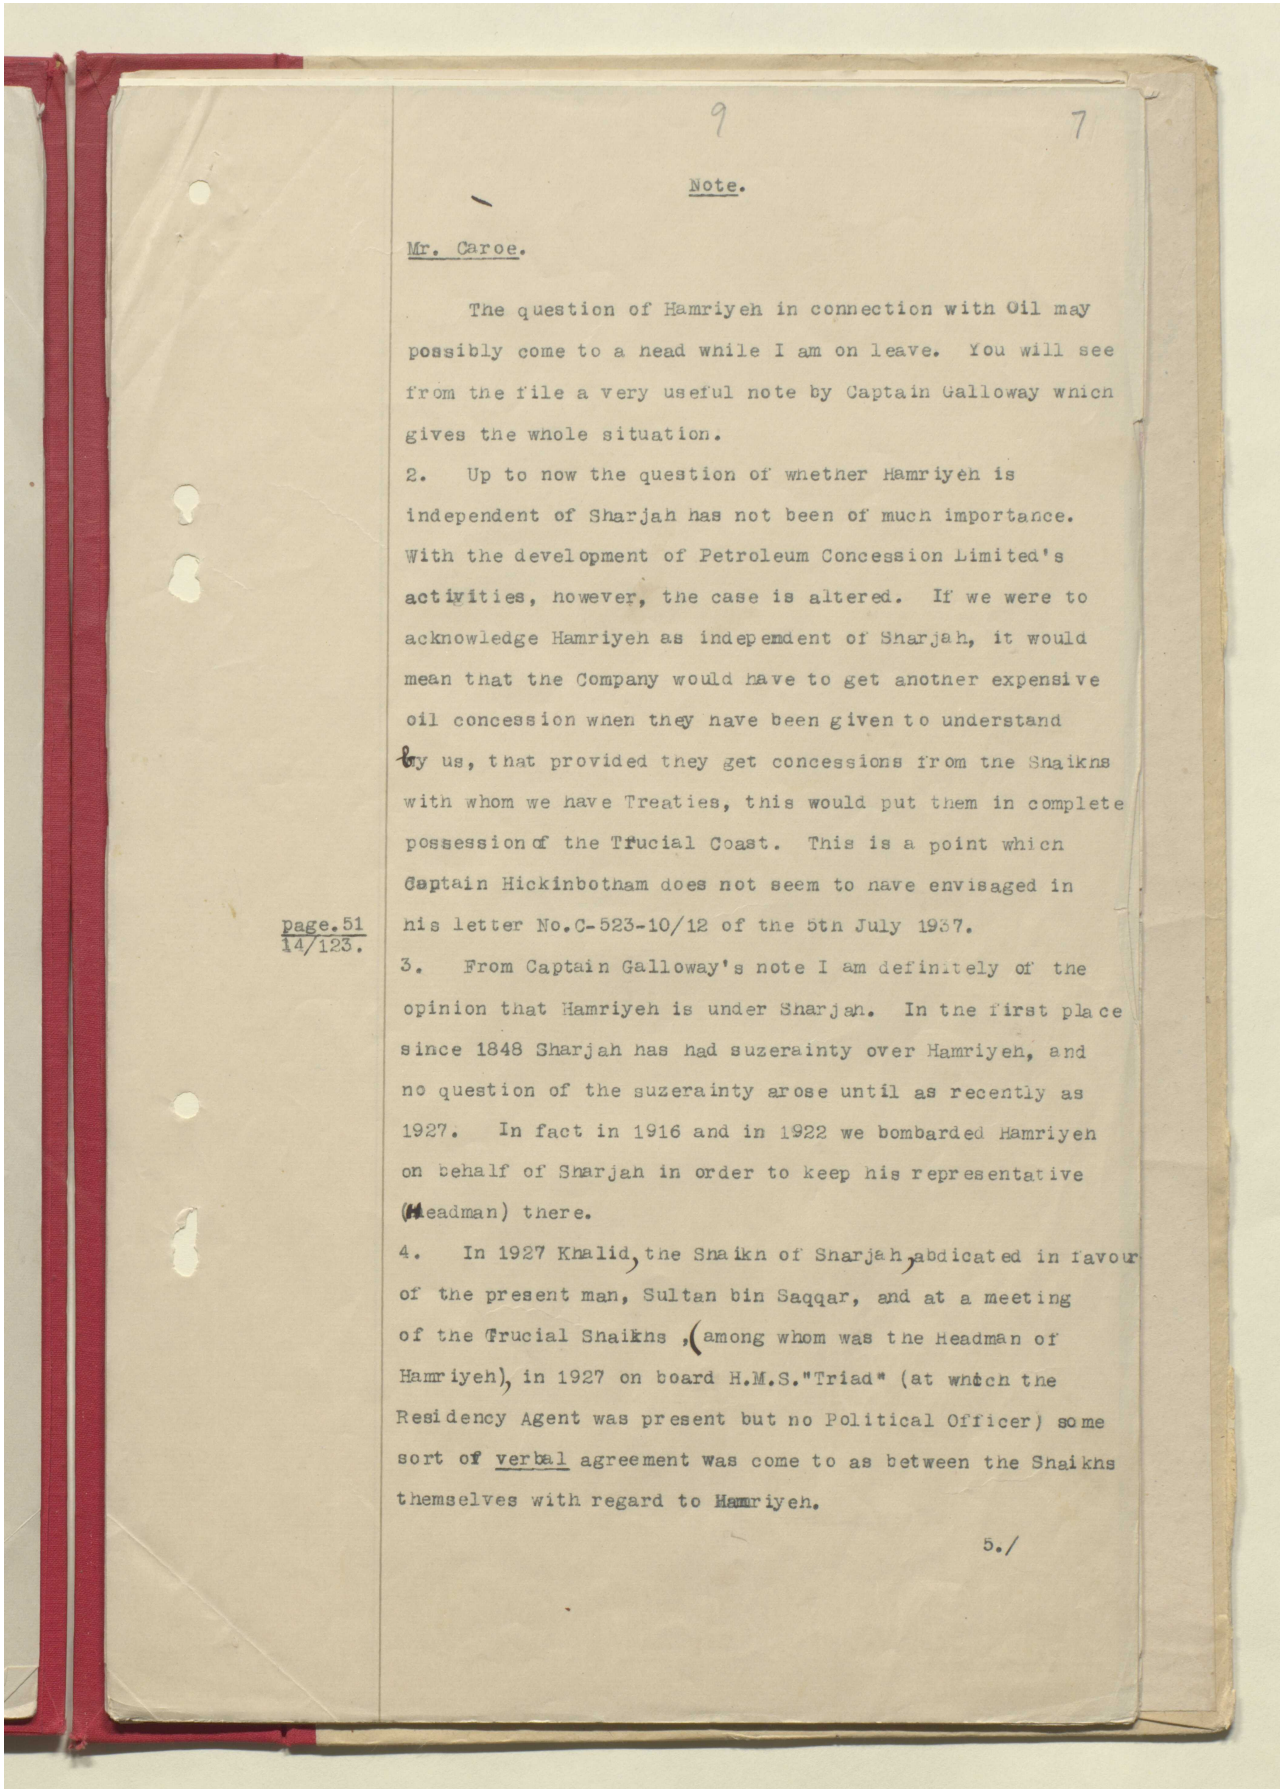 9
7
Note.
Mr. Caroe.
The question of Hamriyeh in connection with Oil may
possibly come to a head while I am on leave. You will see
from the file a very useful note by Captain Galloway which
gives the whole situation.
2. Up to now the question of whether Hamriyeh is
independent of Sharjah has not been of much importance.
With the development of Petroleum Concession Limited's
activities, however, the case is altered. If we were to
acknowledge Hamriyeh as independent of Sharjah, it would
mean that the Company would have to get another expensive
oil concession when they have been given to understand
by us, that provided they get concessions from the Shaikhs
with whom we have Treaties, this would put them in complete
possession of the Trucial Coast. This is a point which
Captain Hickinbotham does not seem to have envisaged in
page.51
14/123.
his letter No.C-523-10/12 of the 5th July 1937.
3. From Captain Galloway's note I am definitely of the
opinion that Hamriyeh is under Sharjah. In the first place
since 1848 Sharjah has had suzerainty over Hamriyeh, and
no question of the suzerainty arose until as recently as
1927. In fact in 1916 and in 1922 we bombarded Hamriyeh
on behalf of Sharjah in order to keep his representative
(Headman) there.
4. In 1927 Khalid, the Shaikh of Sharjah, abdicated in favour
of the present man, Sultan bin Saqqar, and at a meeting
of the Trucial Shaikhs ,(among whom was the Headman of
Hamriyeh), in 1927 on board H.M.S."Triad" (at which the
Residency Agent was present but no Political Officer) some
sort of verbal agreement was come to as between the Shaikhs
themselves with regard to Hamriyeh.
5./